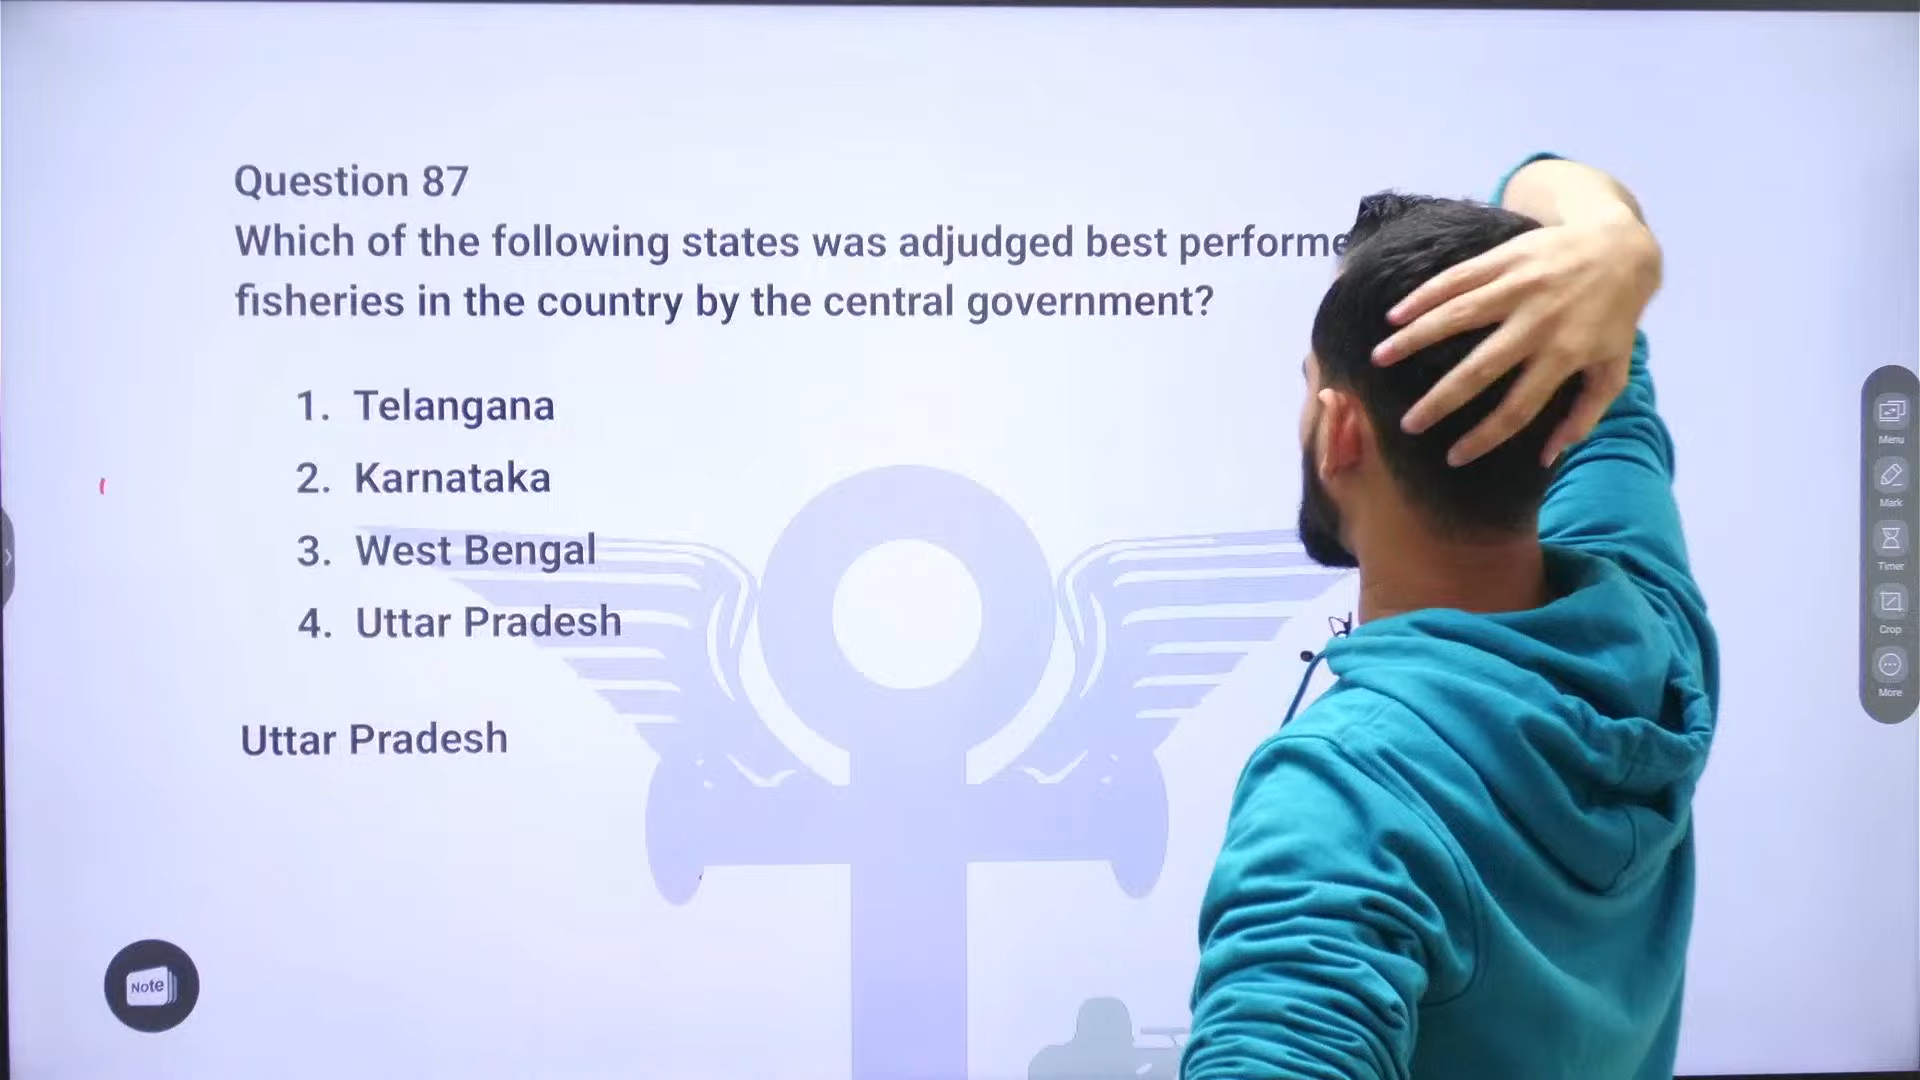 Question 87
Which of the following states was adjudged best
fisheries in the country by the central government?
1. Telangana
2. Karnataka
3. West Bengal
4. Uttar Pradesh
Uttar Pradesh
Menu
Mark
Timer
Crop
More
Note